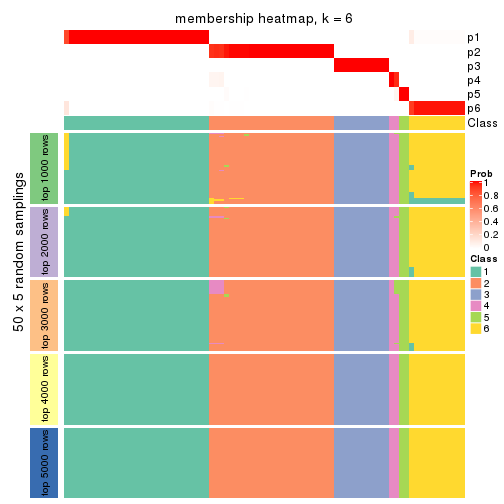 membership heatmap, k = 6
p1
p2
p3
p4
p5
p6
Class
50 x 5 random samplings
top 1000 rows
top 2000 rows
top 3000 rows
top 4000 rows
top 5000 rows
Prob
1
0.8
0.6
0.4
0.2
0
Class
1
2
3
4
5
6